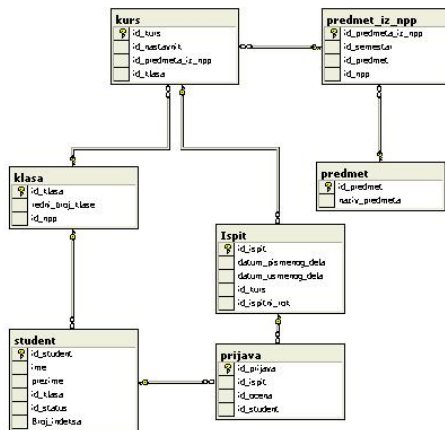 kurs
id_kurs
id_nastavnik
id_predmeta_iz_npp
id_klasa
predmet_iz_npp
id_predmeta_iz_npp
id_semestar
id_predmet
id_npp
klasa
id_klasa
redni_broj_klase
id_npp
predmet
id_predmet
naziv_predmeta
Ispit
id_ispit
datum_pismenog_dela
datum_usmenog_dela
id_kurs
id_ispitni_rok
student
id_student
ime
prezime
id_klasa
id_status
Broj_indeksa
prijava
id_prijava
id_ispit
id_ocena
id_student